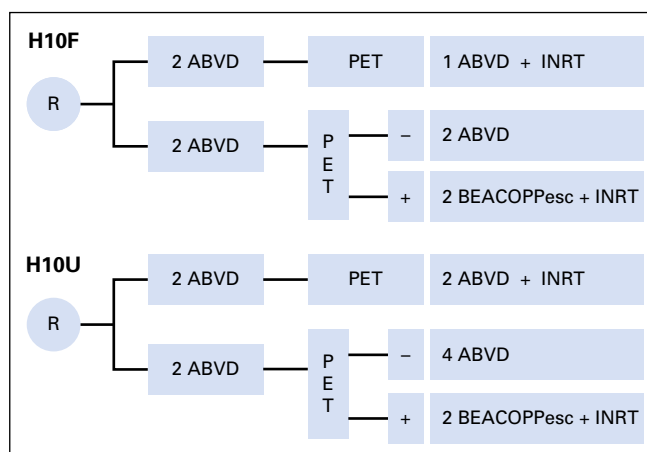 H10F
R
2 ABVD
PET
1 ABVD + INRT
2 ABVD
P
E
T
–
2 ABVD
+
2 BEACOPPesc + INRT
H10U
R
2 ABVD
PET
2 ABVD + INRT
2 ABVD
P
E
T
–
4 ABVD
+
2 BEACOPPesc + INRT